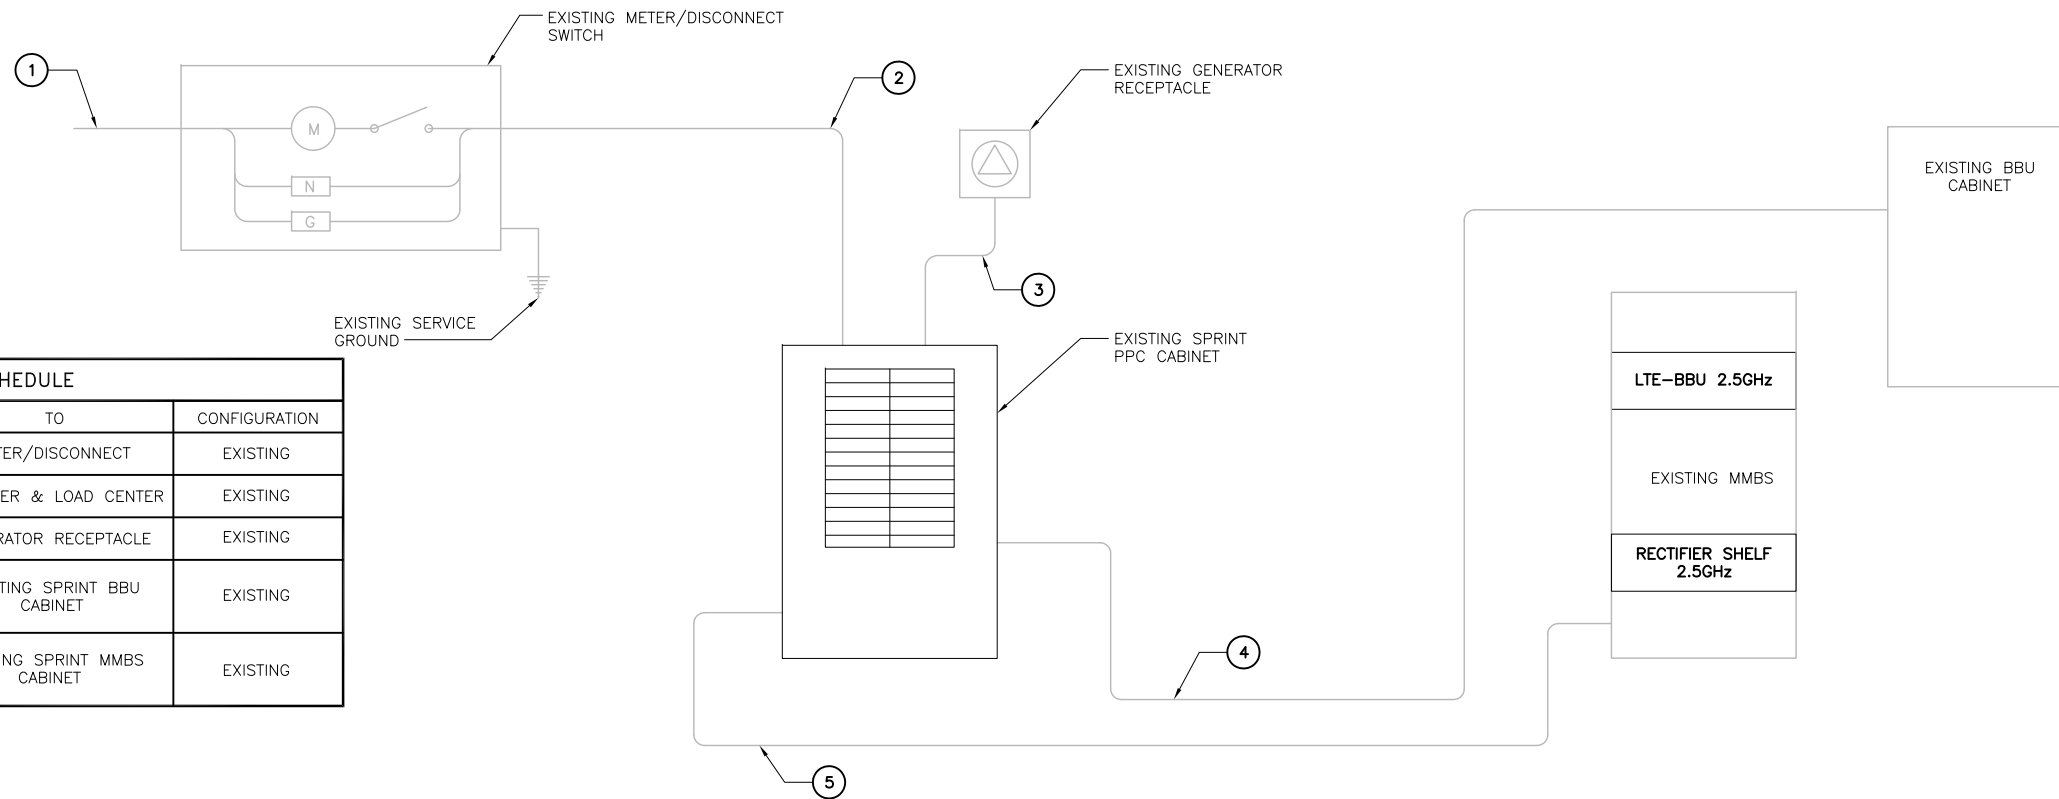 EXISTING METER/DISCONNECT
SWITCH
1
2
EXISTING GENERATOR
RECEPTACLE
M
N
G
EXISTING BBU
CABINET
3
EXISTING SERVICE
GROUND
EXISTING SPRINT
PPC CABINET
LTE-BBU 2.5GHz
EXISTING MMBS
RECTIFIER SHELF
2.5GHz
4
5
HEDULE
TO CONFIGURATION
TER/DISCONNECT EXISTING
ER & LOAD CENTER EXISTING
RATOR RECEPTACLE EXISTING
TING SPRINT BBU
CABINET
EXISTING
NG SPRINT MMBS
CABINET
EXISTING